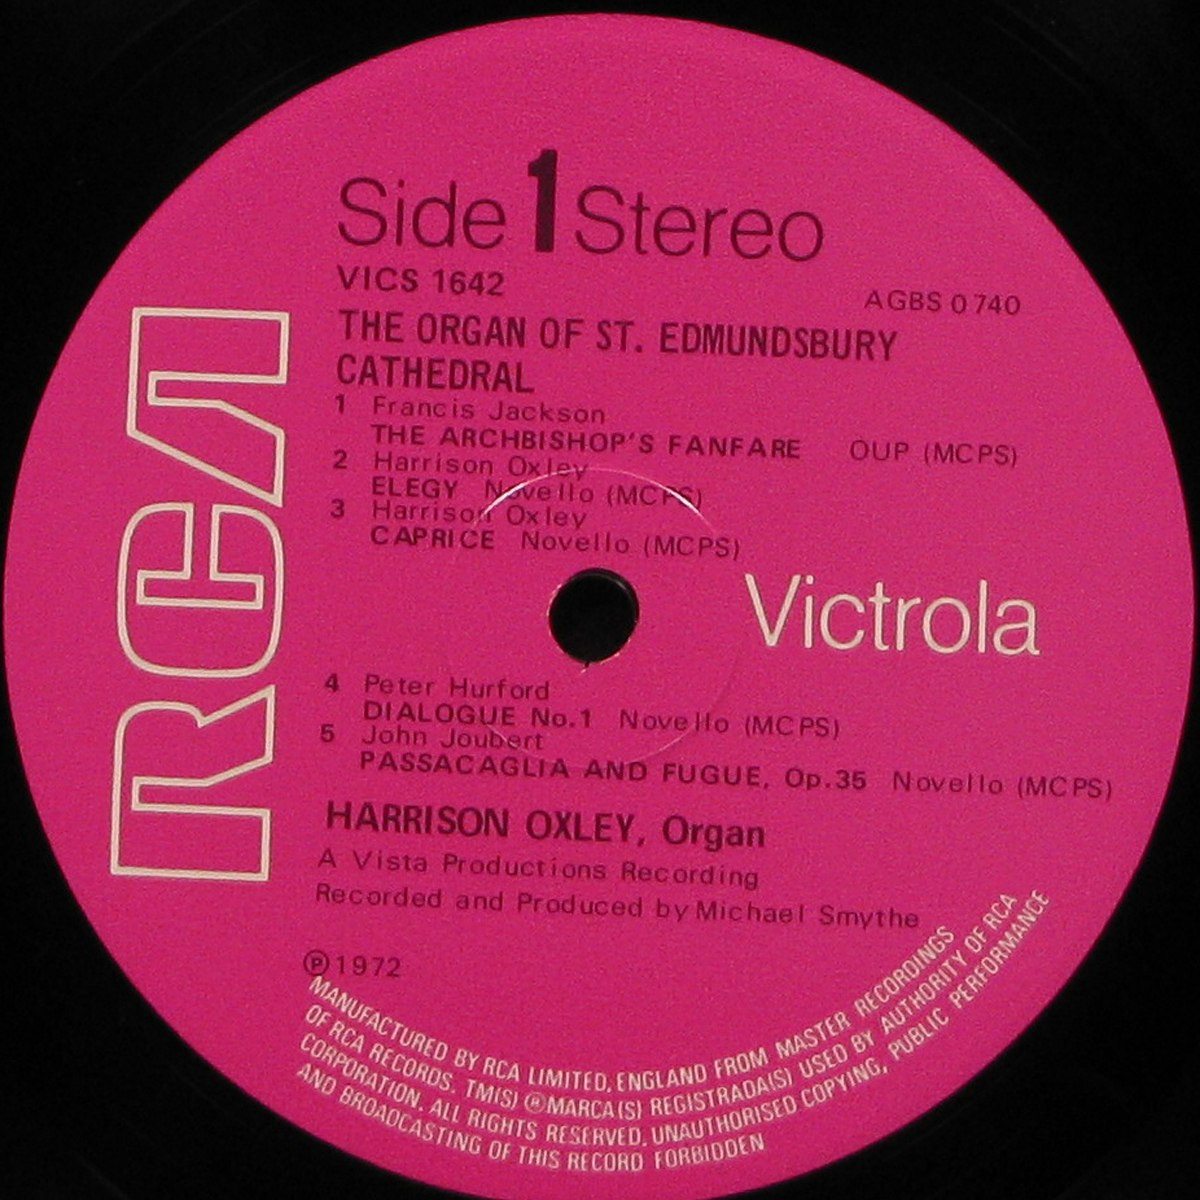 Side 1 Stereo
VICS 1642
AGBS 0740
THE ORGAN OF ST. EDMUNDSBURY
CATHEDRAL
1 Francis Jackson
THE ARCHBISHOP'S FANFARE OUP (MCPS)
2 Harrison Oxley
ELEGY Novello (MCPS)
3 Harrison Oxley
CAPRICE Novello (MCPS)
RCA
Victrola
4 Peter Hurford
DIALOGUE No.1 Novello (MCPS)
5 John Joubert
PASSACAGLIA AND FUGUE, Op.35 Novello (MCPS)
HARRISON OXLEY, Organ
A Vista Productions Recording
Recorded and Produced by Michael Smythe
℗1972
MANUFACTURED BY RCA LIMITED, ENGLAND FROM MASTER RECORDINGS
OF RCA RECORDS. TM(S) ®MARCA(S) REGISTRADA(S) USED BY AUTHORITY OF RCA
CORPORATION. ALL RIGHTS RESERVED. UNAUTHORISED COPYING, PUBLIC PERFORMANCE
AND BROADCASTING OF THIS RECORD FORBIDDEN